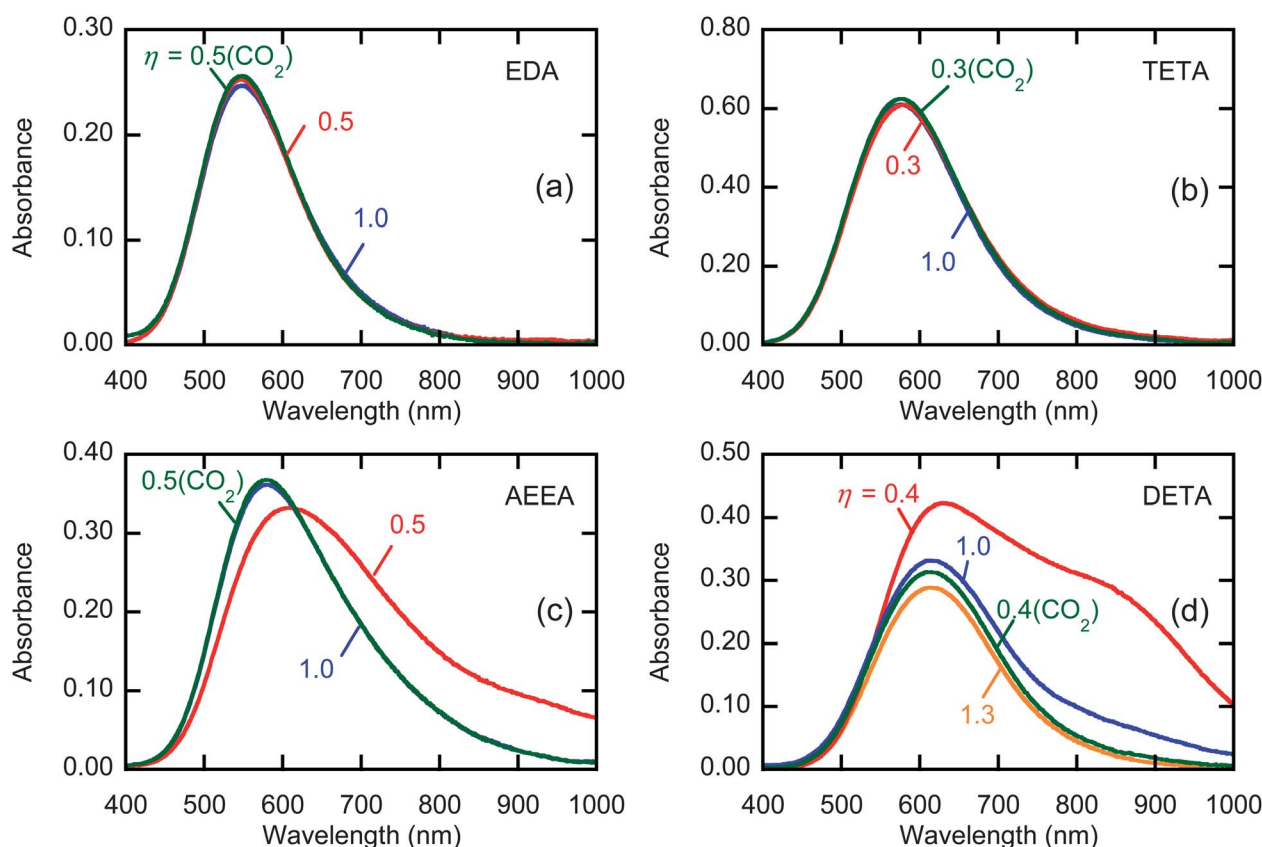 0.30
0.20
0.10
0.00
Absorbance
η = 0.5(CO2)
EDA
0.5
(a)
1.0
400 500 600 700 800 900 1000
Wavelength (nm)
0.80
0.60
0.40
0.20
0.00
Absorbance
TETA
0.3(CO2)
0.3
(b)
1.0
400 500 600 700 800 900 1000
Wavelength (nm)
0.40
0.30
0.20
0.10
0.00
Absorbance
0.5(CO2)
AEEA
0.5
(c)
1.0
400 500 600 700 800 900 1000
Wavelength (nm)
0.50
0.40
0.30
0.20
0.10
0.00
Absorbance
η = 0.4
DETA
1.0
0.4(CO2)
(d)
1.3
400 500 600 700 800 900 1000
Wavelength (nm)